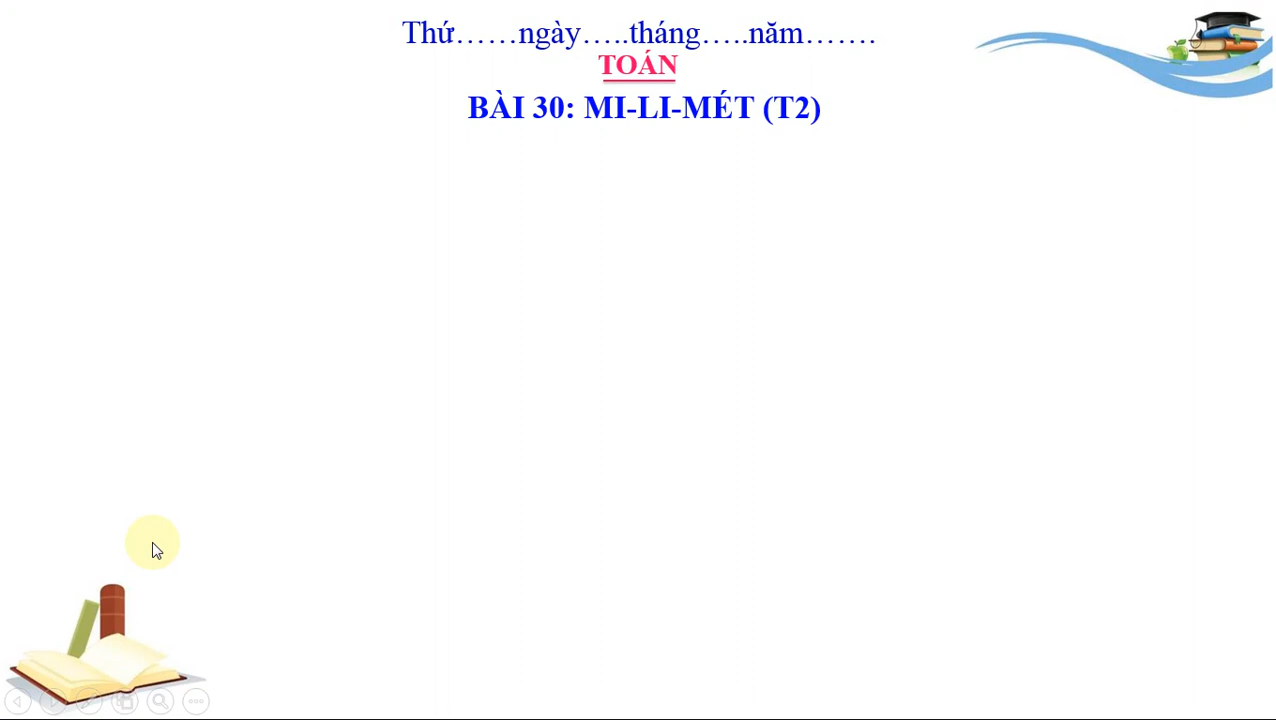 Thứ……ngày…..tháng…..năm…….
TOÁN
BÀI 30: MI-LI-MÉT (T2)